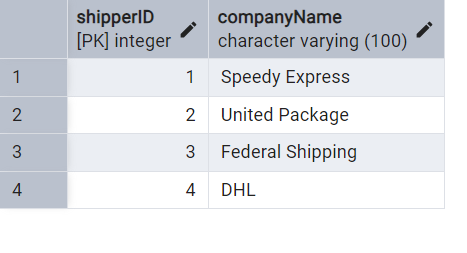 shipperID companyName
[PK] integer character varying (100)
1 1 Speedy Express
2 2 United Package
3 3 Federal Shipping
4 4 DHL